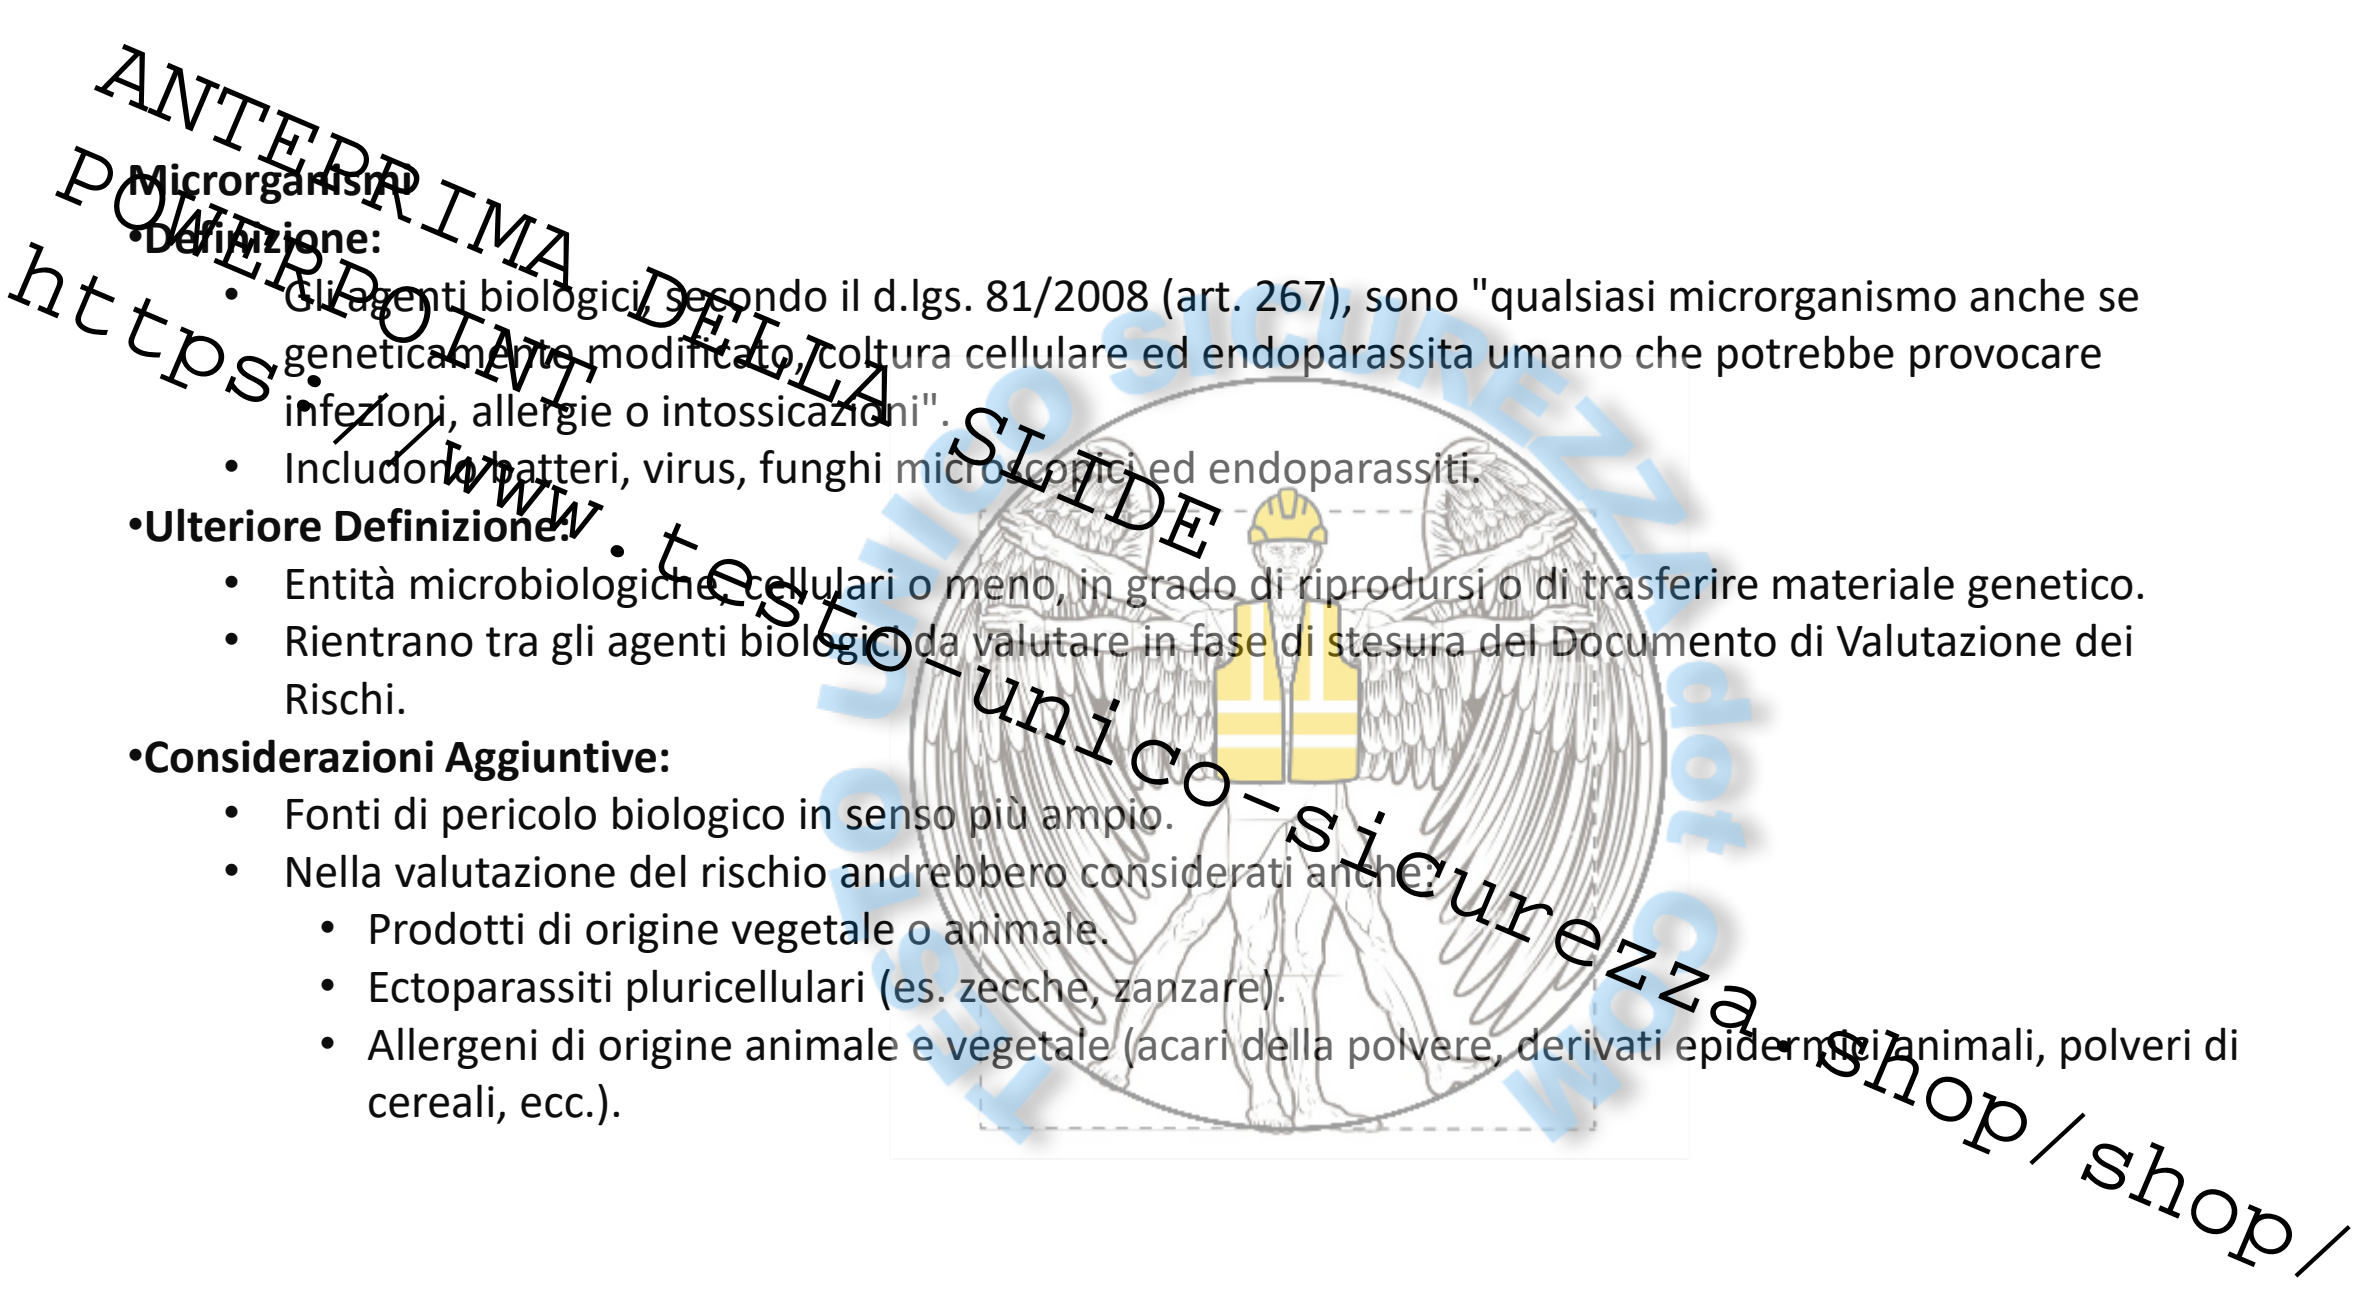 ANTEPRIMA DELLA SLIDE
POWERPOINT
https://www.testo-unico-sicurezza.shop/shop/
Microrganismi
•Definizione:
• Gli agenti biologici, secondo il d.lgs. 81/2008 (art. 267), sono "qualsiasi microrganismo anche se
geneticamente modificato, coltura cellulare ed endoparassita umano che potrebbe provocare
infezioni, allergie o intossicazioni".
• Includono batteri, virus, funghi microscopici ed endoparassiti.
•Ulteriore Definizione:
• Entità microbiologiche, cellulari o meno, in grado di riprodursi o di trasferire materiale genetico.
• Rientrano tra gli agenti biologici da valutare in fase di stesura del Documento di Valutazione dei
Rischi.
•Considerazioni Aggiuntive:
• Fonti di pericolo biologico in senso più ampio.
• Nella valutazione del rischio andrebbero considerati anche:
• Prodotti di origine vegetale o animale.
• Ectoparassiti pluricellulari (es. zecche, zanzare).
• Allergeni di origine animale e vegetale (acari della polvere, derivati epidermici animali, polveri di
cereali, ecc.).
TESTO UNICO SICUREZZA dot COM